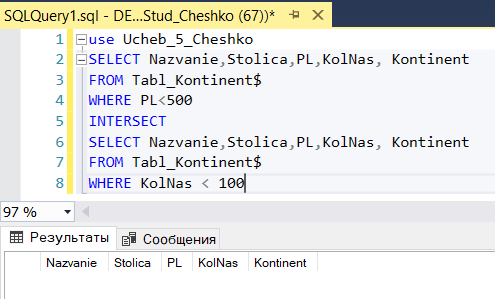 SQLQuery1.sql - DE...Stud_Cheshko (67))*
1 use Ucheb_5_Cheshko
2 SELECT Nazvanie,Stolica,PL,KolNas, Kontinent
3 FROM Tabl_Kontinent$
4 WHERE PL<500
5 INTERSECT
6 SELECT Nazvanie,Stolica,PL,KolNas, Kontinent
7 FROM Tabl_Kontinent$
8 WHERE KolNas < 100
97 %
Результаты Сообщения
Nazvanie Stolica PL KolNas Kontinent